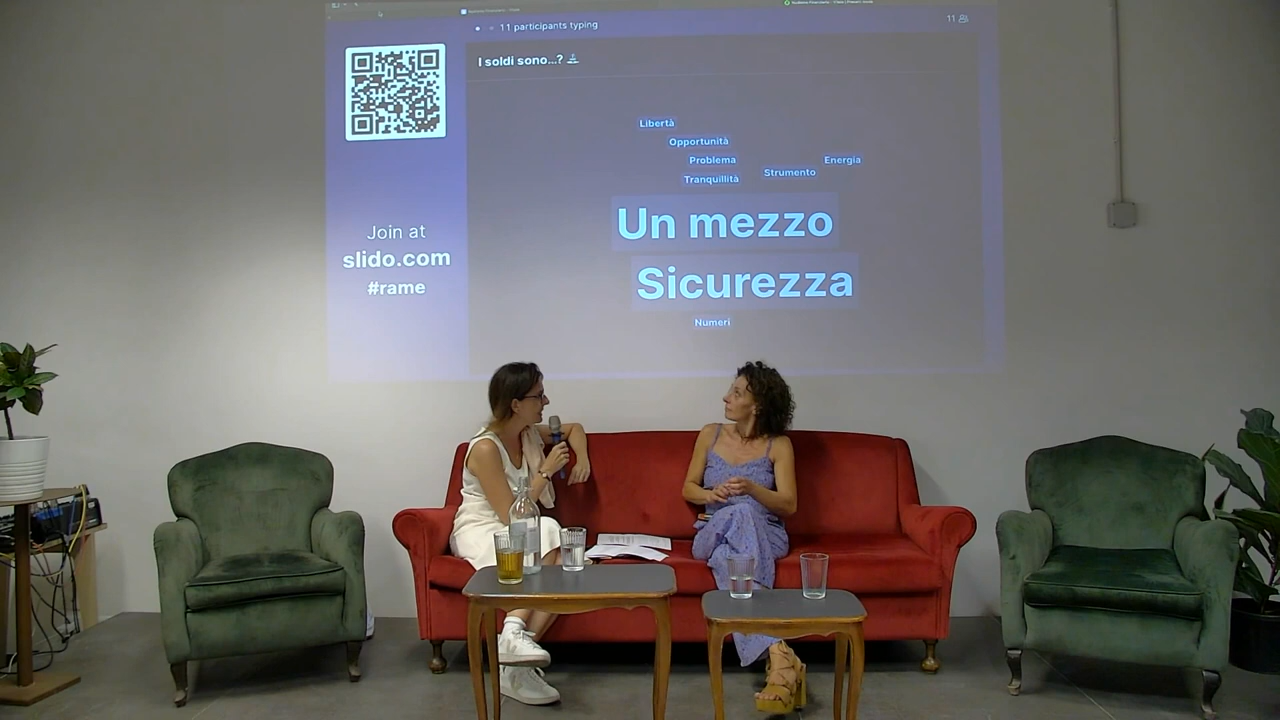 11 participants typing
11
I soldi sono...?
Libertà
Opportunità
Problema
Energia
Strumento
Tranquillità
Un mezzo
Sicurezza
Numeri
Join at
slido.com
#rame